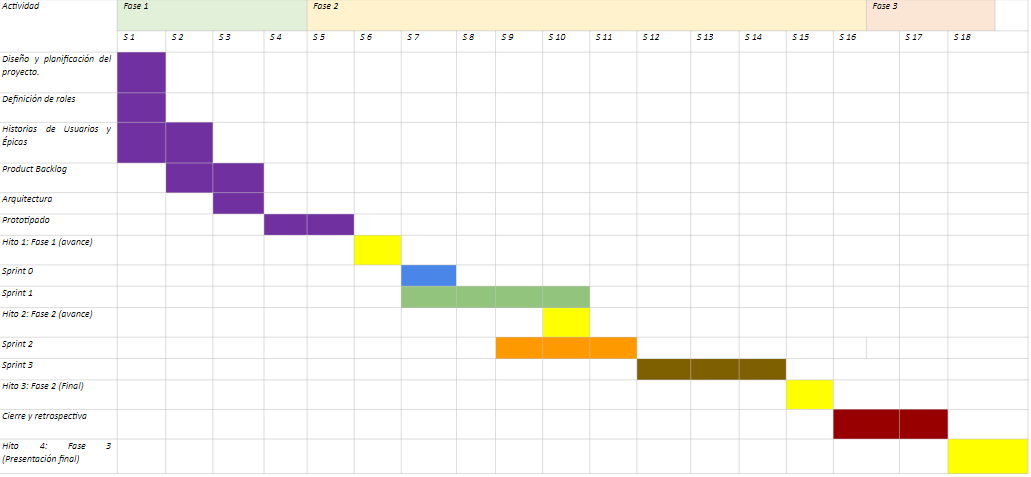 Actividad Fase 1 Fase 2 Fase 3
S 1 S 2 S 3 S 4 S 5 S 6 S 7 S 8 S 9 S 10 S 11 S 12 S 13 S 14 S 15 S 16 S 17 S 18
Diseño y planificación del
proyecto.
Definición de roles
Historias de Usuarios y
Épicas
Product Backlog
Arquitectura
Prototipado
Hito 1: Fase 1 (avance)
Sprint 0
Sprint 1
Hito 2: Fase 2 (avance)
Sprint 2
Sprint 3
Hito 3: Fase 2 (Final)
Cierre y retrospectiva
Hito 4: Fase 3
(Presentación final)